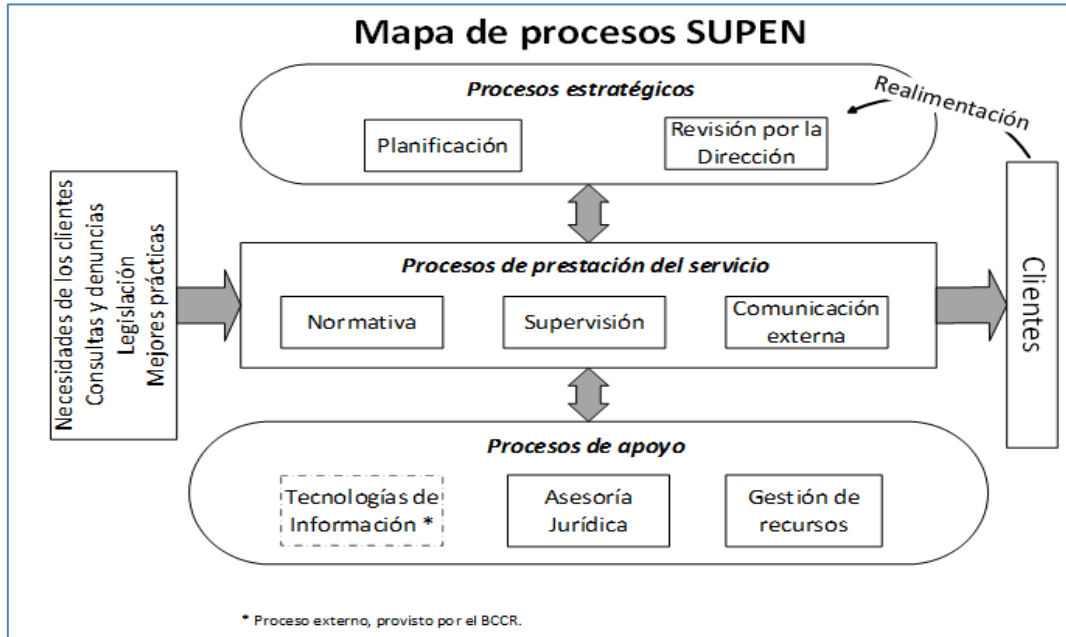 Mapa de procesos SUPEN
Procesos estratégicos
Planificación
Revisión por la
Dirección
Realimentación
Necesidades de los clientes
Consultas y denuncias
Legislación
Mejores prácticas
Procesos de prestación del servicio
Normativa
Supervisión
Comunicación
externa
Clientes
Procesos de apoyo
Tecnologías de
Información *
Asesoría
Jurídica
Gestión de
recursos
* Proceso externo, provisto por el BCCR.